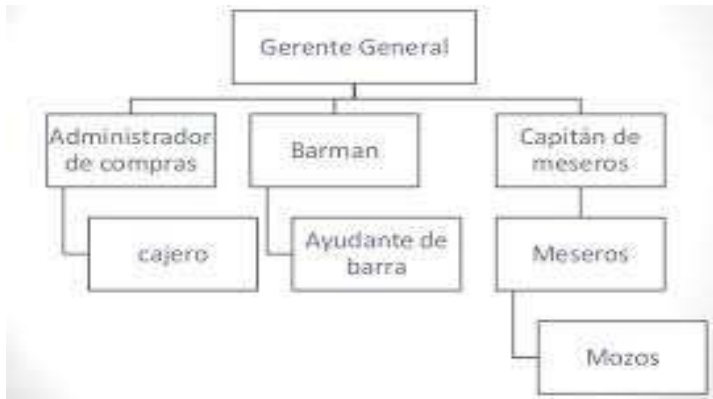 Gerente General
Administrador
de compras
Barman
Capitán de
meseros
cajero
Ayudante de
barra
Meseros
Mozos